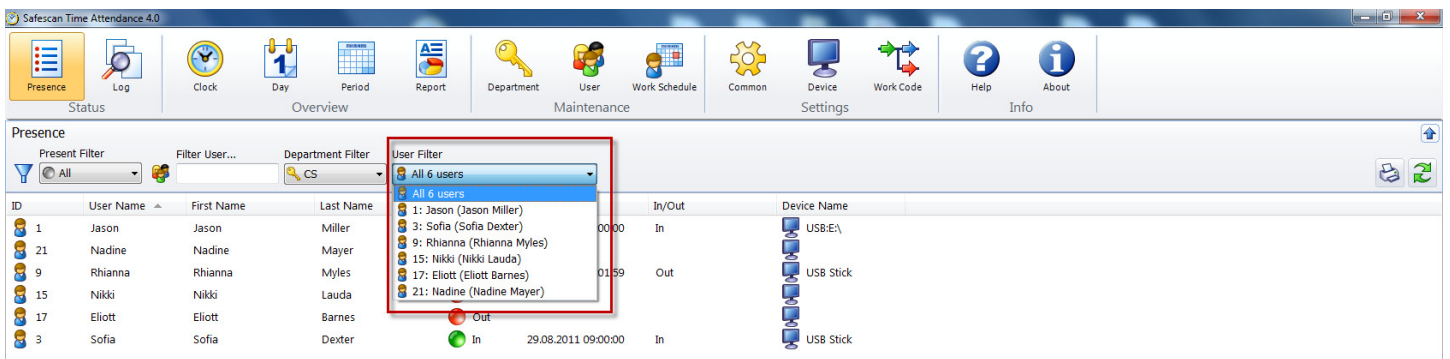 Safescan Time Attendance 4.0
Presence Log Clock Day Period Report Department User Work Schedule Common Device Work Code Help About
Status Overview Maintenance Settings Info
Presence
Present Filter Filter User... Department Filter User Filter
All CS All 6 users
All 6 users
1: Jason (Jason Miller)
3: Sofia (Sofia Dexter)
9: Rhianna (Rhianna Myles)
15: Nikki (Nikki Lauda)
17: Eliott (Eliott Barnes)
21: Nadine (Nadine Mayer)
ID User Name First Name Last Name In/Out Device Name
1 Jason Jason Miller 00:00 In USB:E:\
21 Nadine Nadine Mayer
9 Rhianna Rhianna Myles 01:59 Out USB Stick
15 Nikki Nikki Lauda
17 Eliott Eliott Barnes Out
3 Sofia Sofia Dexter In 29.08.2011 09:00:00 In USB Stick